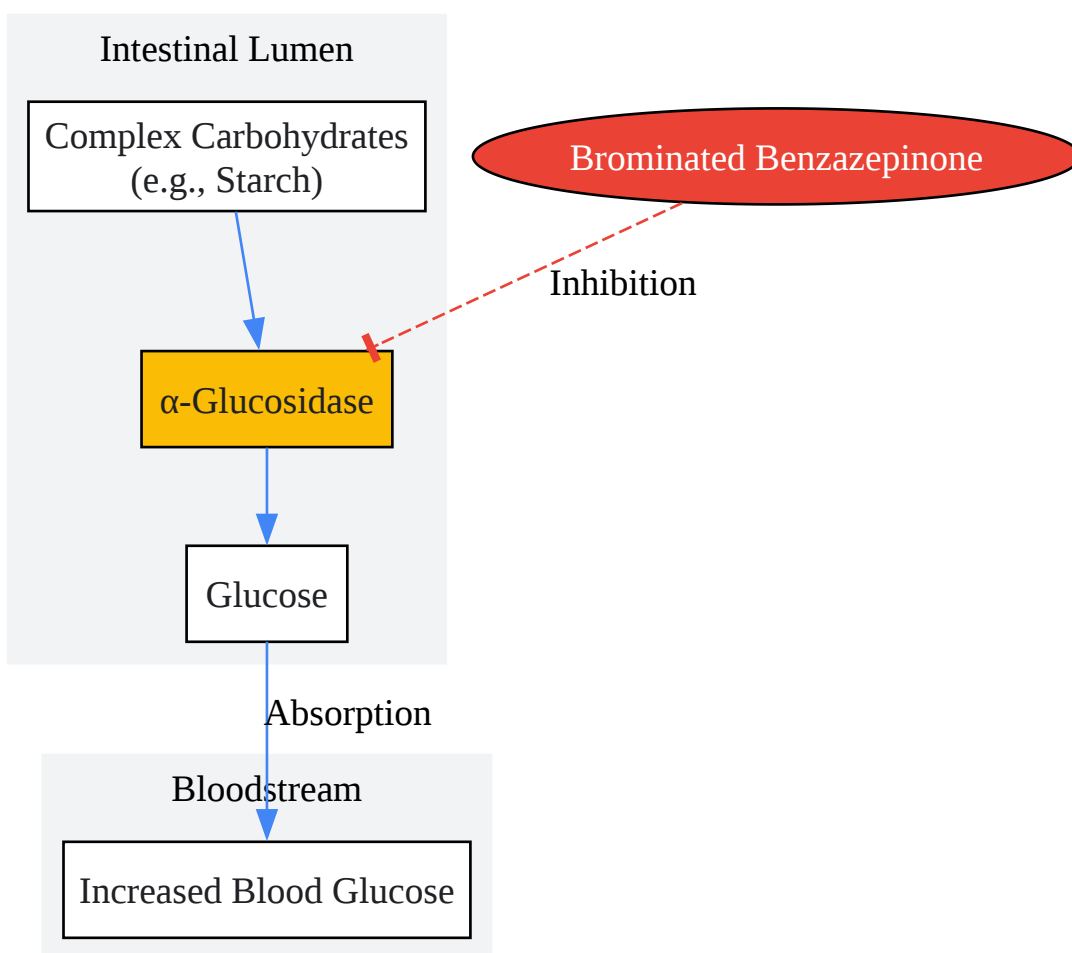 Intestinal Lumen
Complex Carbohydrates
(e.g., Starch)
Brominated Benzazepinone
Inhibition
α-Glucosidase
Glucose
Absorption
Bloodstream
Increased Blood Glucose